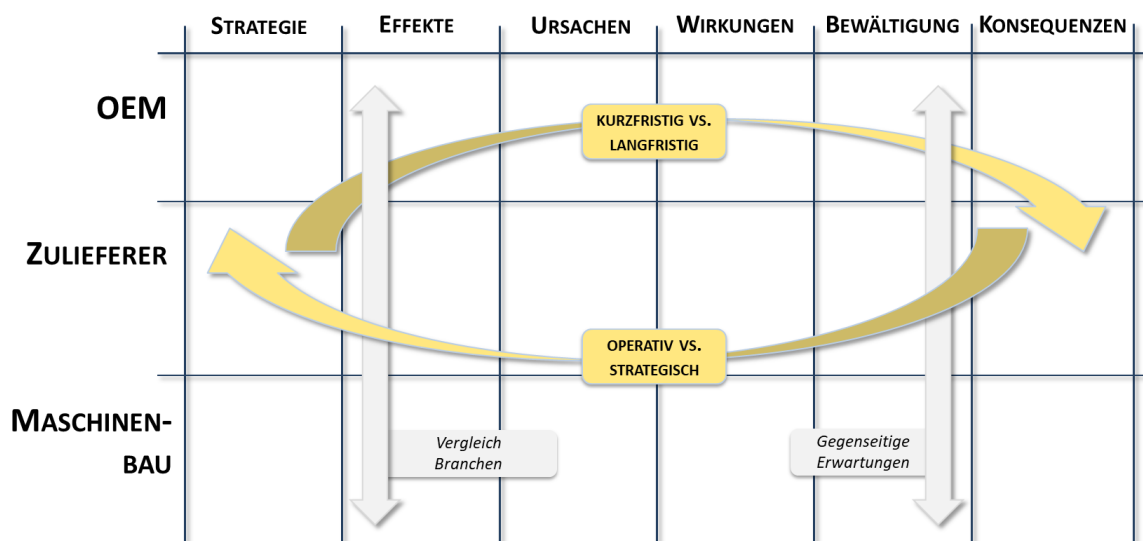 STRATEGIE EFFEKTE URSACHEN WIRKUNGEN BEWÄLTIGUNG KONSEQUENZEN
OEM
KURZFRISTIG VS.
LANGFRISTIG
ZULIEFERER
OPERATIV VS.
STRATEGISCH
MASCHINEN-
BAU
Vergleich
Branchen
Gegenseitige
Erwartungen